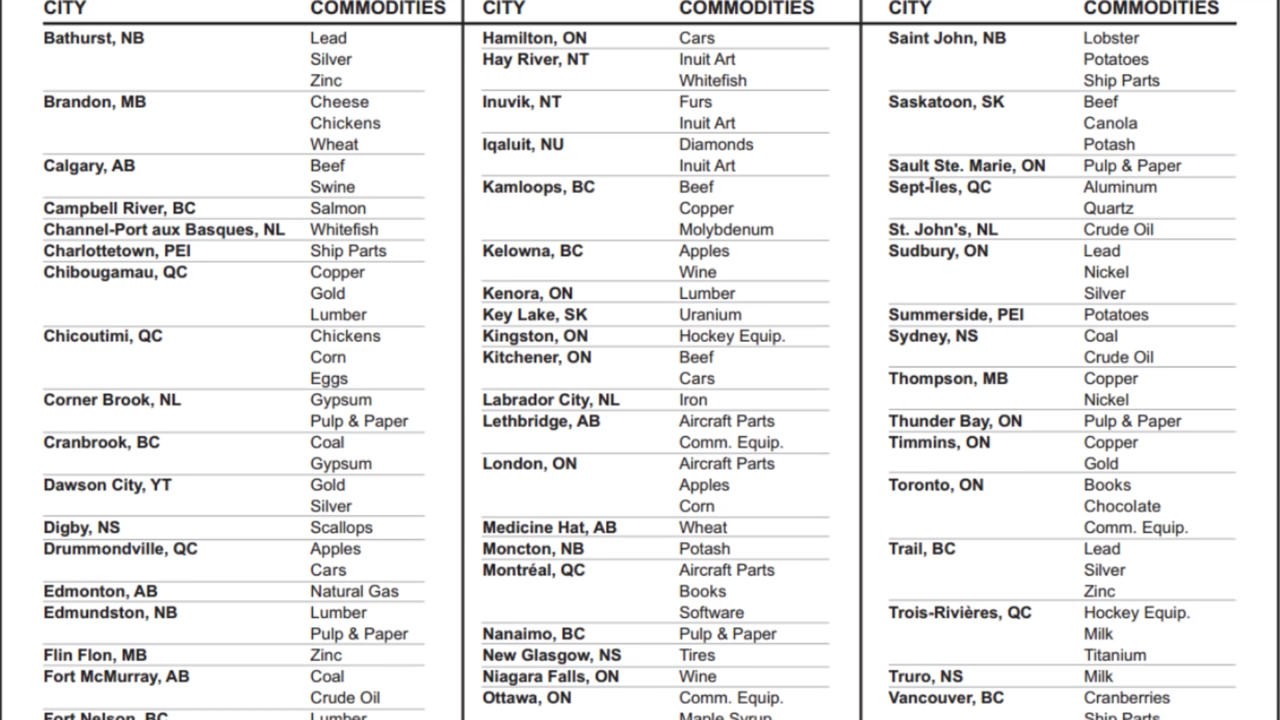 CITY COMMODITIES
Bathurst, NB Lead
Silver
Zinc
Brandon, MB Cheese
Chickens
Wheat
Calgary, AB Beef
Swine
Campbell River, BC Salmon
Channel-Port aux Basques, NL Whitefish
Charlottetown, PEI Ship Parts
Chibougamau, QC Copper
Gold
Lumber
Chicoutimi, QC Chickens
Corn
Eggs
Corner Brook, NL Gypsum
Pulp & Paper
Cranbrook, BC Coal
Gypsum
Dawson City, YT Gold
Silver
Digby, NS Scallops
Drummondville, QC Apples
Cars
Edmonton, AB Natural Gas
Edmundston, NB Lumber
Pulp & Paper
Flin Flon, MB Zinc
Fort McMurray, AB Coal
Crude Oil
Fort Nelson, BC Lumber
CITY COMMODITIES
Hamilton, ON Cars
Hay River, NT Inuit Art
Whitefish
Inuvik, NT Furs
Inuit Art
Iqaluit, NU Diamonds
Inuit Art
Kamloops, BC Beef
Copper
Molybdenum
Kelowna, BC Apples
Wine
Kenora, ON Lumber
Key Lake, SK Uranium
Kingston, ON Hockey Equip.
Kitchener, ON Beef
Cars
Labrador City, NL Iron
Lethbridge, AB Aircraft Parts
Comm. Equip.
London, ON Aircraft Parts
Apples
Corn
Medicine Hat, AB Wheat
Moncton, NB Potash
Montréal, QC Aircraft Parts
Books
Software
Nanaimo, BC Pulp & Paper
New Glasgow, NS Tires
Niagara Falls, ON Wine
Ottawa, ON Comm. Equip.
Maple Syrup
CITY COMMODITIES
Saint John, NB Lobster
Potatoes
Ship Parts
Saskatoon, SK Beef
Canola
Potash
Sault Ste. Marie, ON Pulp & Paper
Sept-Îles, QC Aluminum
Quartz
St. John's, NL Crude Oil
Sudbury, ON Lead
Nickel
Silver
Summerside, PEI Potatoes
Sydney, NS Coal
Crude Oil
Thompson, MB Copper
Nickel
Thunder Bay, ON Pulp & Paper
Timmins, ON Copper
Gold
Toronto, ON Books
Chocolate
Comm. Equip.
Trail, BC Lead
Silver
Zinc
Trois-Rivières, QC Hockey Equip.
Milk
Titanium
Truro, NS Milk
Vancouver, BC Cranberries
Ship Parts